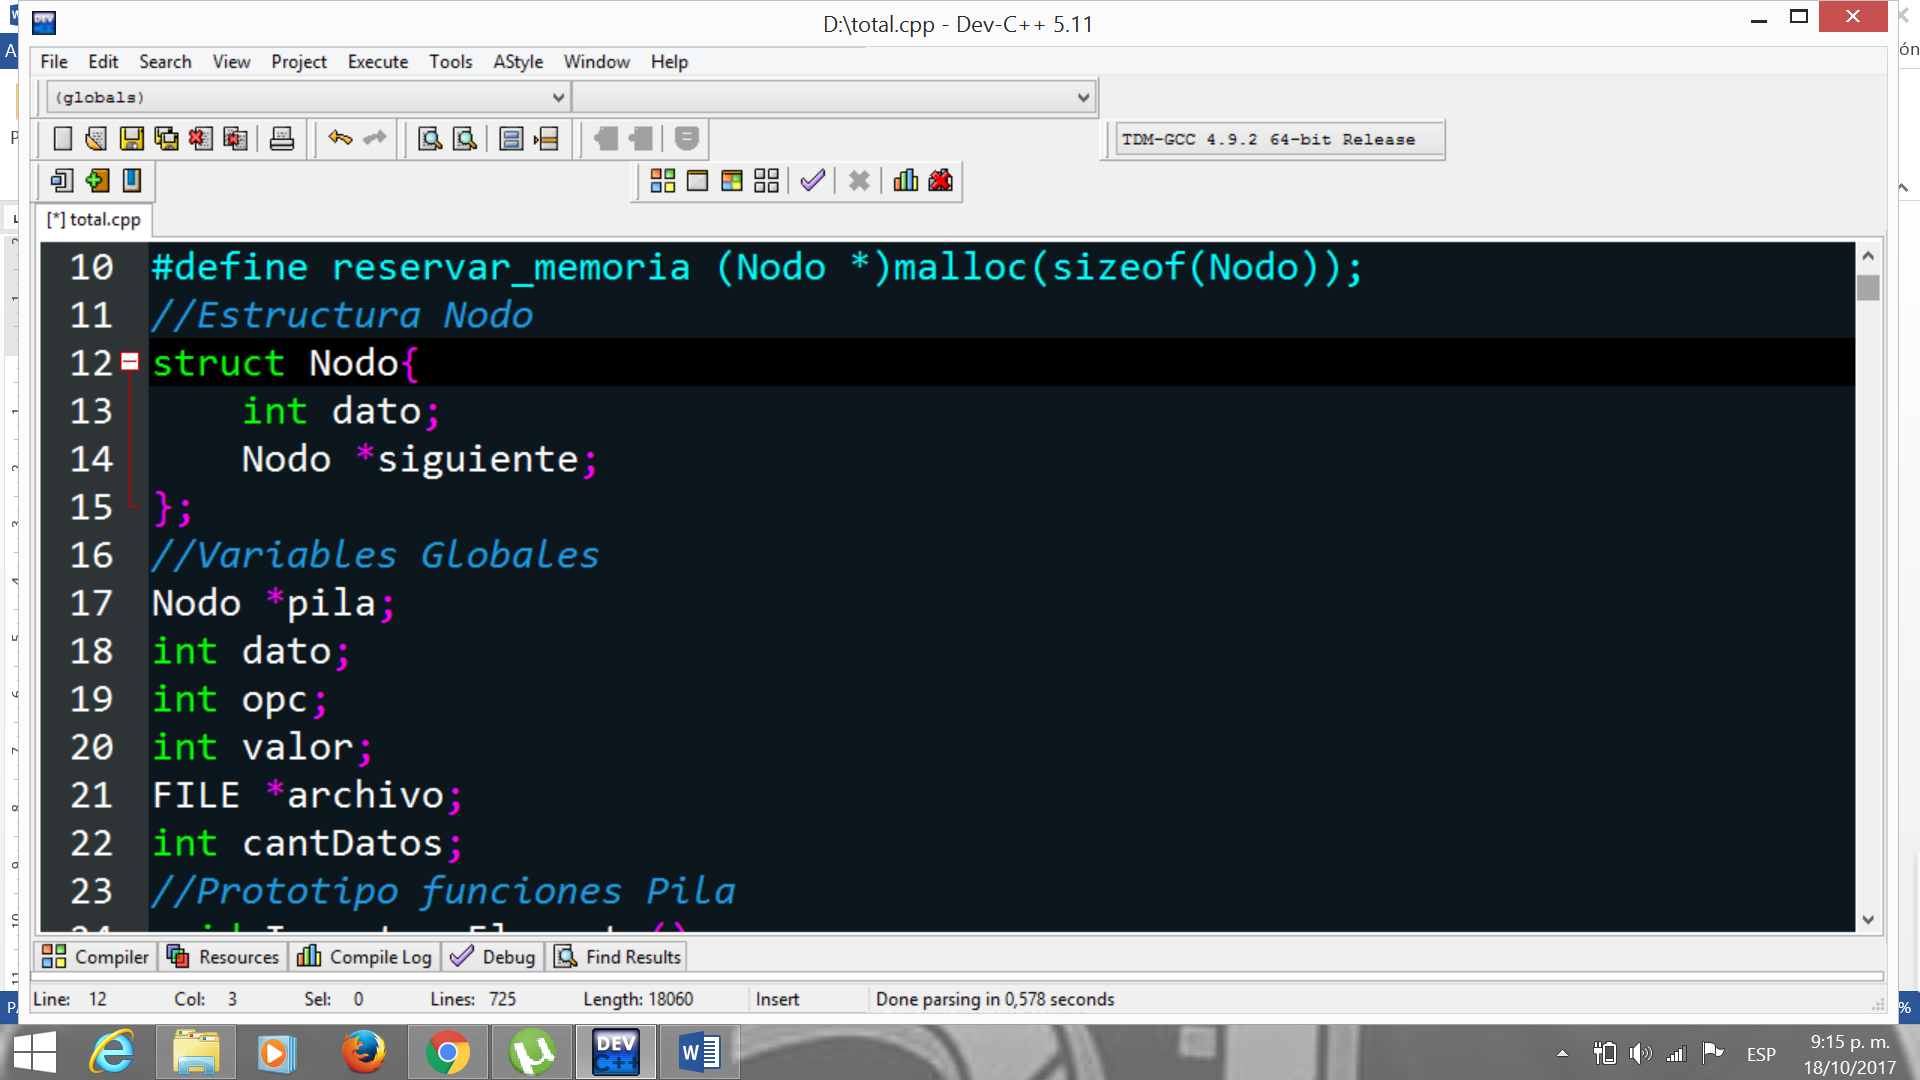 D:\total.cpp - Dev-C++ 5.11
File Edit Search View Project Execute Tools AStyle Window Help
(globals)
TDM-GCC 4.9.2 64-bit Release
[*] total.cpp
10 #define reservar_memoria (Nodo *)malloc(sizeof(Nodo));
11 //Estructura Nodo
12 struct Nodo{
13 int dato;
14 Nodo *siguiente;
15 };
16 //Variables Globales
17 Nodo *pila;
18 int dato;
19 int opc;
20 int valor;
21 FILE *archivo;
22 int cantDatos;
23 //Prototipo funciones Pila
Compiler Resources Compile Log Debug Find Results
Line: 12 Col: 3 Sel: 0 Lines: 725 Length: 18060 Insert Done parsing in 0,578 seconds
DEV C++
ESP
9:15 p. m.
18/10/2017